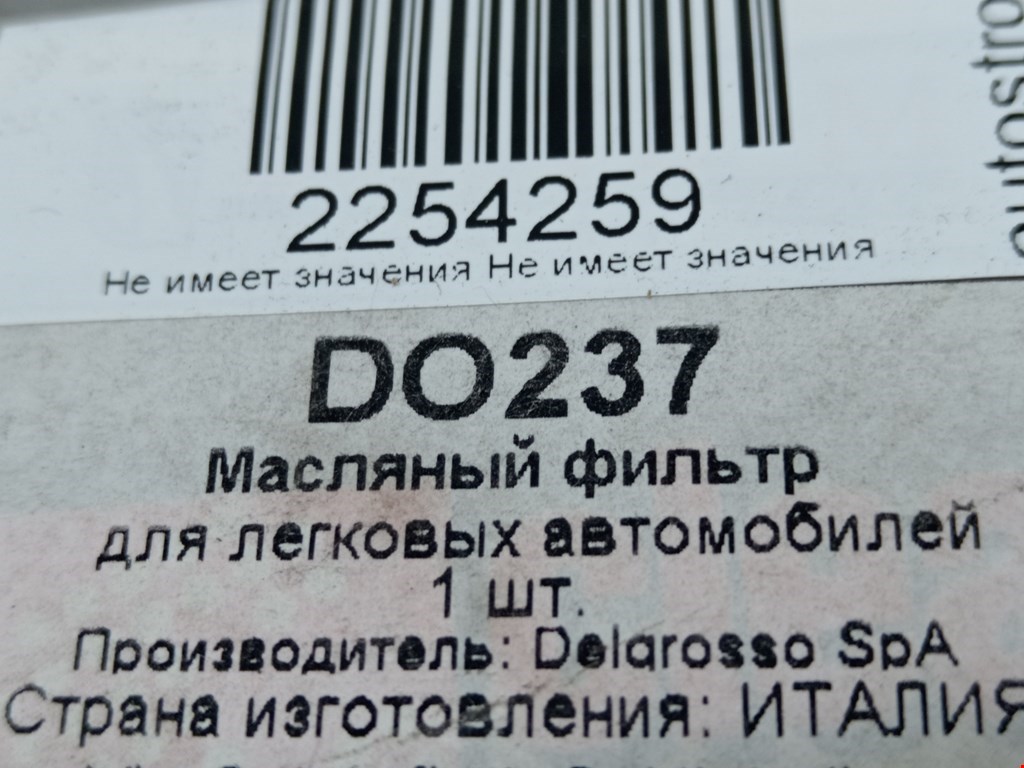 2254259
Не имеет значения Не имеет значения
autostro
DO237
Масляный фильтр
для легковых автомобилей
1 шт.
Производитель: Delarosso SpA
Страна изготовления: ИТАЛИЯ